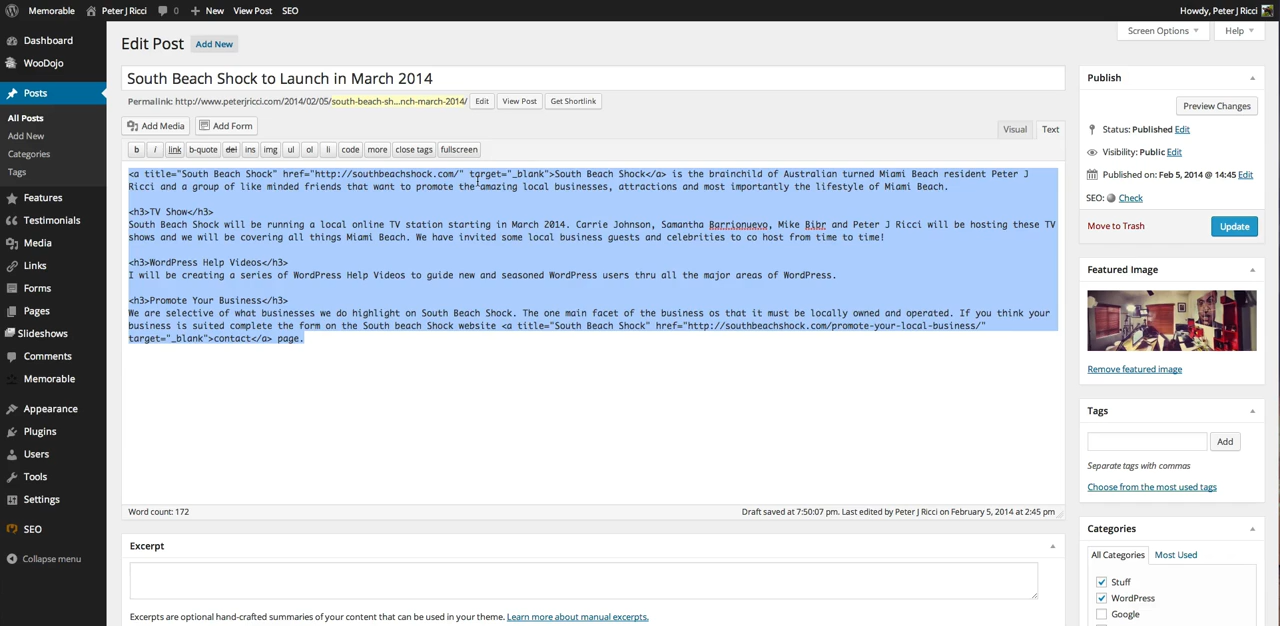 Memorable Peter J Ricci 0 New View Post SEO Howdy, Peter J Ricci
Dashboard
WooDojo
Posts
All Posts
Add New
Categories
Tags
Features
Testimonials
Media
Links
Forms
Pages
Slideshows
Comments
Memorable
Appearance
Plugins
Users
Tools
Settings
SEO
Collapse menu
Screen Options Help
Edit Post Add New
South Beach Shock to Launch in March 2014
Permalink: http://www.peterjricci.com/2014/02/05/south-beach-sh...nch-march-2014/ Edit View Post Get Shortlink
Add Media Add Form Visual Text
b i link b-quote del ins img ul ol li code more close tags fullscreen
<a title="South Beach Shock" href="http://southbeachshock.com/" target="_blank">South Beach Shock</a> is the brainchild of Australian turned Miami Beach resident Peter J
Ricci and a group of like minded friends that want to promote the amazing local businesses, attractions and most importantly the lifestyle of Miami Beach.
<h3>TV Show</h3>
South Beach Shock will be running a local online TV station starting in March 2014. Carrie Johnson, Samantha Barrionuevo, Mike Bibr and Peter J Ricci will be hosting these TV
shows and we will be covering all things Miami Beach. We have invited some local business guests and celebrities to co host from time to time!
<h3>WordPress Help Videos</h3>
I will be creating a series of WordPress Help Videos to guide new and seasoned WordPress users thru all the major areas of WordPress.
<h3>Promote Your Business</h3>
We are selective of what businesses we do highlight on South Beach Shock. The one main facet of the business os that it must be locally owned and operated. If you think your
business is suited complete the form on the South beach Shock website <a title="South Beach Shock" href="http://southbeachshock.com/promote-your-local-business/"
target="_blank">contact</a> page.
Word count: 172 Draft saved at 7:50:07 pm. Last edited by Peter J Ricci on February 5, 2014 at 2:45 pm
Excerpt
Excerpts are optional hand-crafted summaries of your content that can be used in your theme. Learn more about manual excerpts.
Publish
Preview Changes
Status: Published Edit
Visibility: Public Edit
Published on: Feb 5, 2014 @ 14:45 Edit
SEO: Check
Move to Trash Update
Featured Image
Remove featured image
Tags
Add
Separate tags with commas
Choose from the most used tags
Categories
All Categories Most Used
Stuff
WordPress
Google